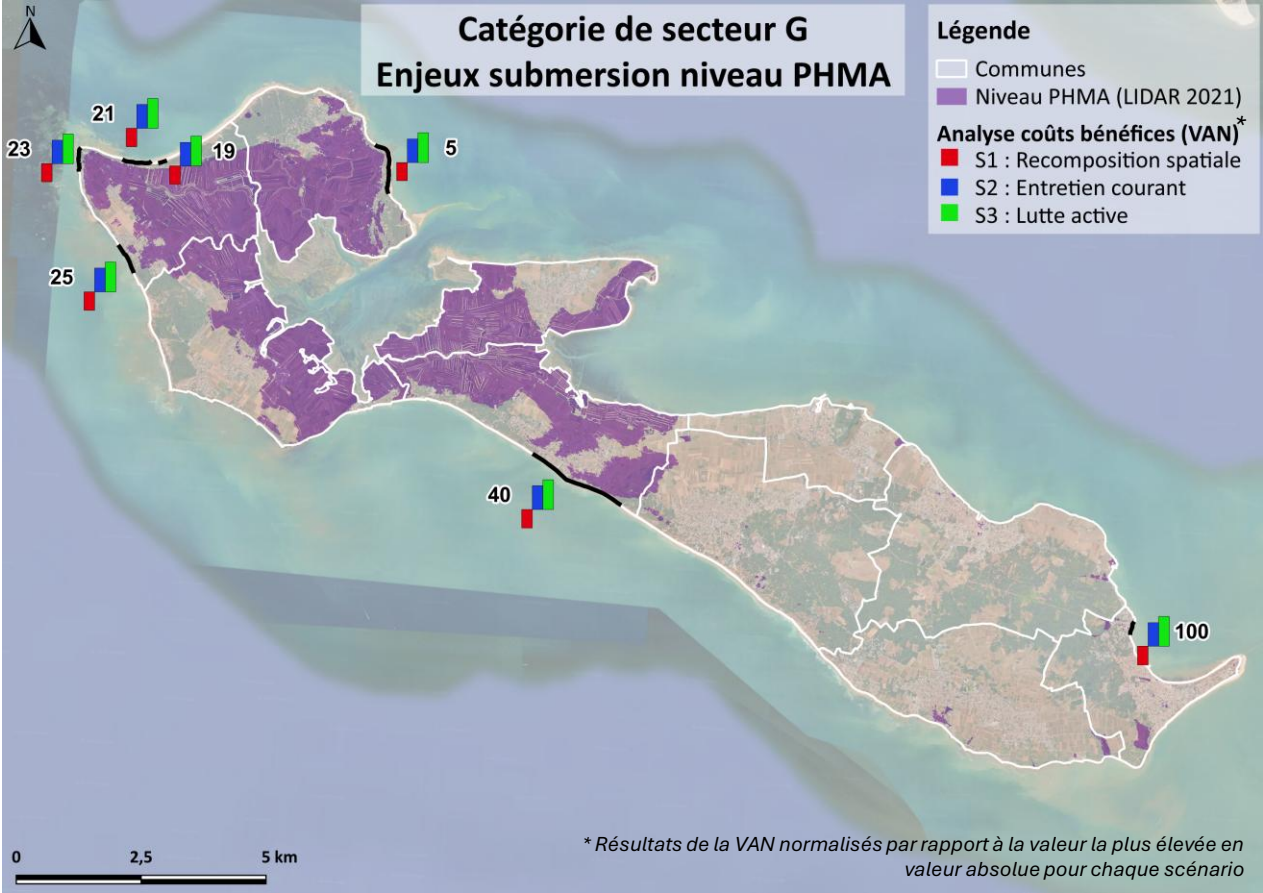 N
Catégorie de secteur G
Enjeux submersion niveau PHMA
Légende
Communes
Niveau PHMA (LIDAR 2021)
Analyse coûts bénéfices (VAN)*
S1 : Recomposition spatiale
S2 : Entretien courant
S3 : Lutte active
21
23
19
5
25
40
100
0 2,5 5 km
* Résultats de la VAN normalisés par rapport à la valeur la plus élevée en
valeur absolue pour chaque scénario